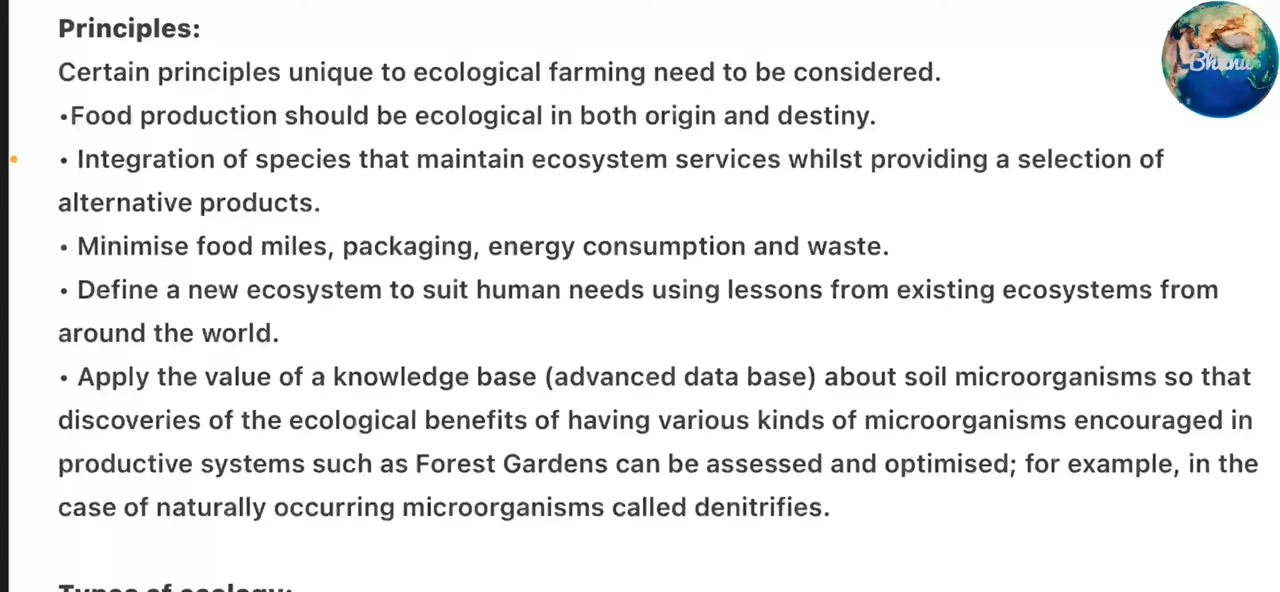 Principles:
Certain principles unique to ecological farming need to be considered.
•Food production should be ecological in both origin and destiny.
• Integration of species that maintain ecosystem services whilst providing a selection of
alternative products.
• Minimise food miles, packaging, energy consumption and waste.
• Define a new ecosystem to suit human needs using lessons from existing ecosystems from
around the world.
• Apply the value of a knowledge base (advanced data base) about soil microorganisms so that
discoveries of the ecological benefits of having various kinds of microorganisms encouraged in
productive systems such as Forest Gardens can be assessed and optimised; for example, in the
case of naturally occurring microorganisms called denitrifies.
Types of ecology: